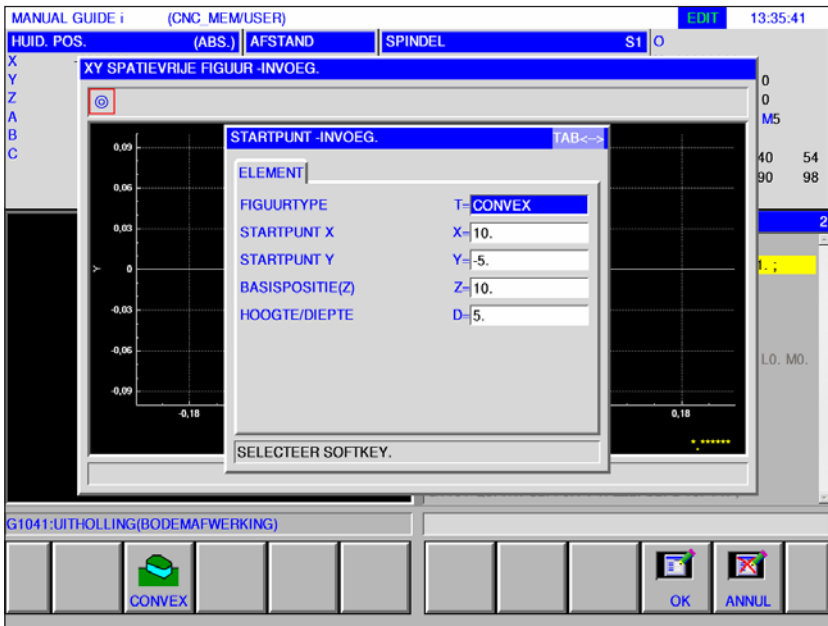 MANUAL GUIDE i (CNC_MEM/USER) EDIT 13:35:41
HUID. POS. (ABS.) AFSTAND SPINDEL S1 O
X
Y 0
Z 0
A M5
B
C 40 54
90 98
XY SPATIEVRIJE FIGUUR -INVOEG.
2
1. ;
L0. M0.
0,09
0,06
0,03
Y 0
-0,03
-0,06
-0,09
-0,18 0,18
*.******
STARTPUNT -INVOEG. TAB<-->
ELEMENT
FIGUURTYPE T= CONVEX
STARTPUNT X X= 10.
STARTPUNT Y Y= -5.
BASISPOSITIE(Z) Z= 10.
HOOGTE/DIEPTE D= 5.
SELECTEER SOFTKEY.
G1041:UITHOLLING(BODEMAFWERKING)
CONVEX OK ANNUL